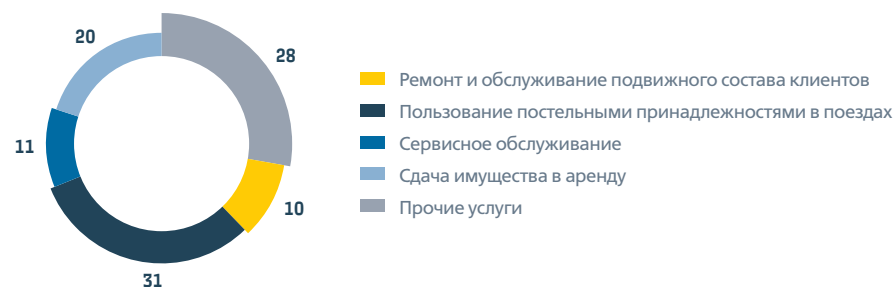 20
28
11
10
31
Ремонт и обслуживание подвижного состава клиентов
Пользование постельными принадлежностями в поездах
Сервисное обслуживание
Сдача имущества в аренду
Прочие услуги